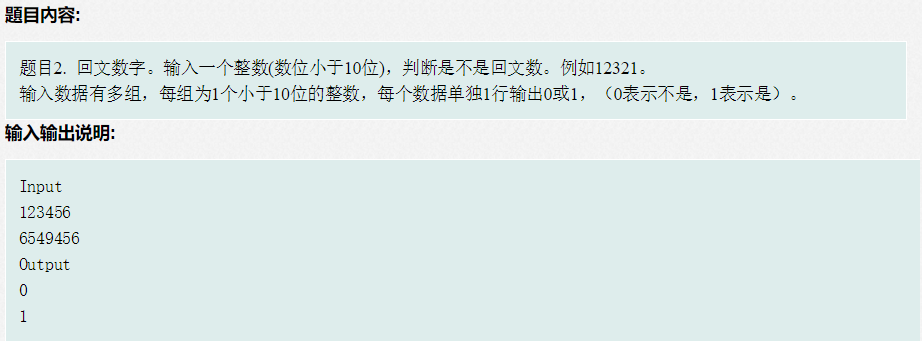 题目内容:
题目2. 回文数字。输入一个整数(数位小于10位)，判断是不是回文数。例如12321。
输入数据有多组，每组为1个小于10位的整数，每个数据单独1行输出0或1，（0表示不是，1表示是）。
输入输出说明:
Input
123456
6549456
Output
0
1